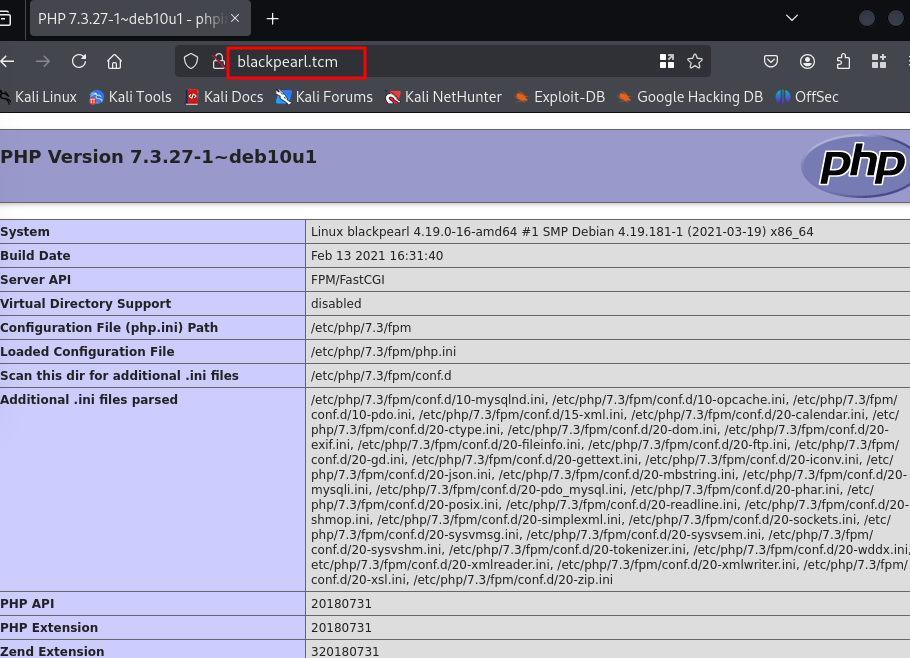 PHP 7.3.27-1~deb10u1 - phpi
blackpearl.tcm
Kali Linux Kali Tools Kali Docs Kali Forums Kali NetHunter Exploit-DB Google Hacking DB OffSec
PHP Version 7.3.27-1~deb10u1
php
System Linux blackpearl 4.19.0-16-amd64 #1 SMP Debian 4.19.181-1 (2021-03-19) x86_64
Build Date Feb 13 2021 16:31:40
Server API FPM/FastCGI
Virtual Directory Support disabled
Configuration File (php.ini) Path /etc/php/7.3/fpm
Loaded Configuration File /etc/php/7.3/fpm/php.ini
Scan this dir for additional .ini files /etc/php/7.3/fpm/conf.d
Additional .ini files parsed /etc/php/7.3/fpm/conf.d/10-mysqlnd.ini, /etc/php/7.3/fpm/conf.d/10-opcache.ini, /etc/php/7.3/fpm/
conf.d/10-pdo.ini, /etc/php/7.3/fpm/conf.d/15-xml.ini, /etc/php/7.3/fpm/conf.d/20-calendar.ini, /etc/
php/7.3/fpm/conf.d/20-ctype.ini, /etc/php/7.3/fpm/conf.d/20-dom.ini, /etc/php/7.3/fpm/conf.d/20-
exif.ini, /etc/php/7.3/fpm/conf.d/20-fileinfo.ini, /etc/php/7.3/fpm/conf.d/20-ftp.ini, /etc/php/7.3/fpm/
conf.d/20-gd.ini, /etc/php/7.3/fpm/conf.d/20-gettext.ini, /etc/php/7.3/fpm/conf.d/20-iconv.ini, /etc/
php/7.3/fpm/conf.d/20-json.ini, /etc/php/7.3/fpm/conf.d/20-mbstring.ini, /etc/php/7.3/fpm/conf.d/20-
mysqli.ini, /etc/php/7.3/fpm/conf.d/20-pdo_mysql.ini, /etc/php/7.3/fpm/conf.d/20-phar.ini, /etc/
php/7.3/fpm/conf.d/20-posix.ini, /etc/php/7.3/fpm/conf.d/20-readline.ini, /etc/php/7.3/fpm/conf.d/20-
shmop.ini, /etc/php/7.3/fpm/conf.d/20-simplexml.ini, /etc/php/7.3/fpm/conf.d/20-sockets.ini, /etc/
php/7.3/fpm/conf.d/20-sysvmsg.ini, /etc/php/7.3/fpm/conf.d/20-sysvsem.ini, /etc/php/7.3/fpm/
conf.d/20-sysvshm.ini, /etc/php/7.3/fpm/conf.d/20-tokenizer.ini, /etc/php/7.3/fpm/conf.d/20-wddx.ini,
etc/php/7.3/fpm/conf.d/20-xmlreader.ini, /etc/php/7.3/fpm/conf.d/20-xmlwriter.ini, /etc/php/7.3/fpm/
conf.d/20-xsl.ini, /etc/php/7.3/fpm/conf.d/20-zip.ini
PHP API 20180731
PHP Extension 20180731
Zend Extension 320180731